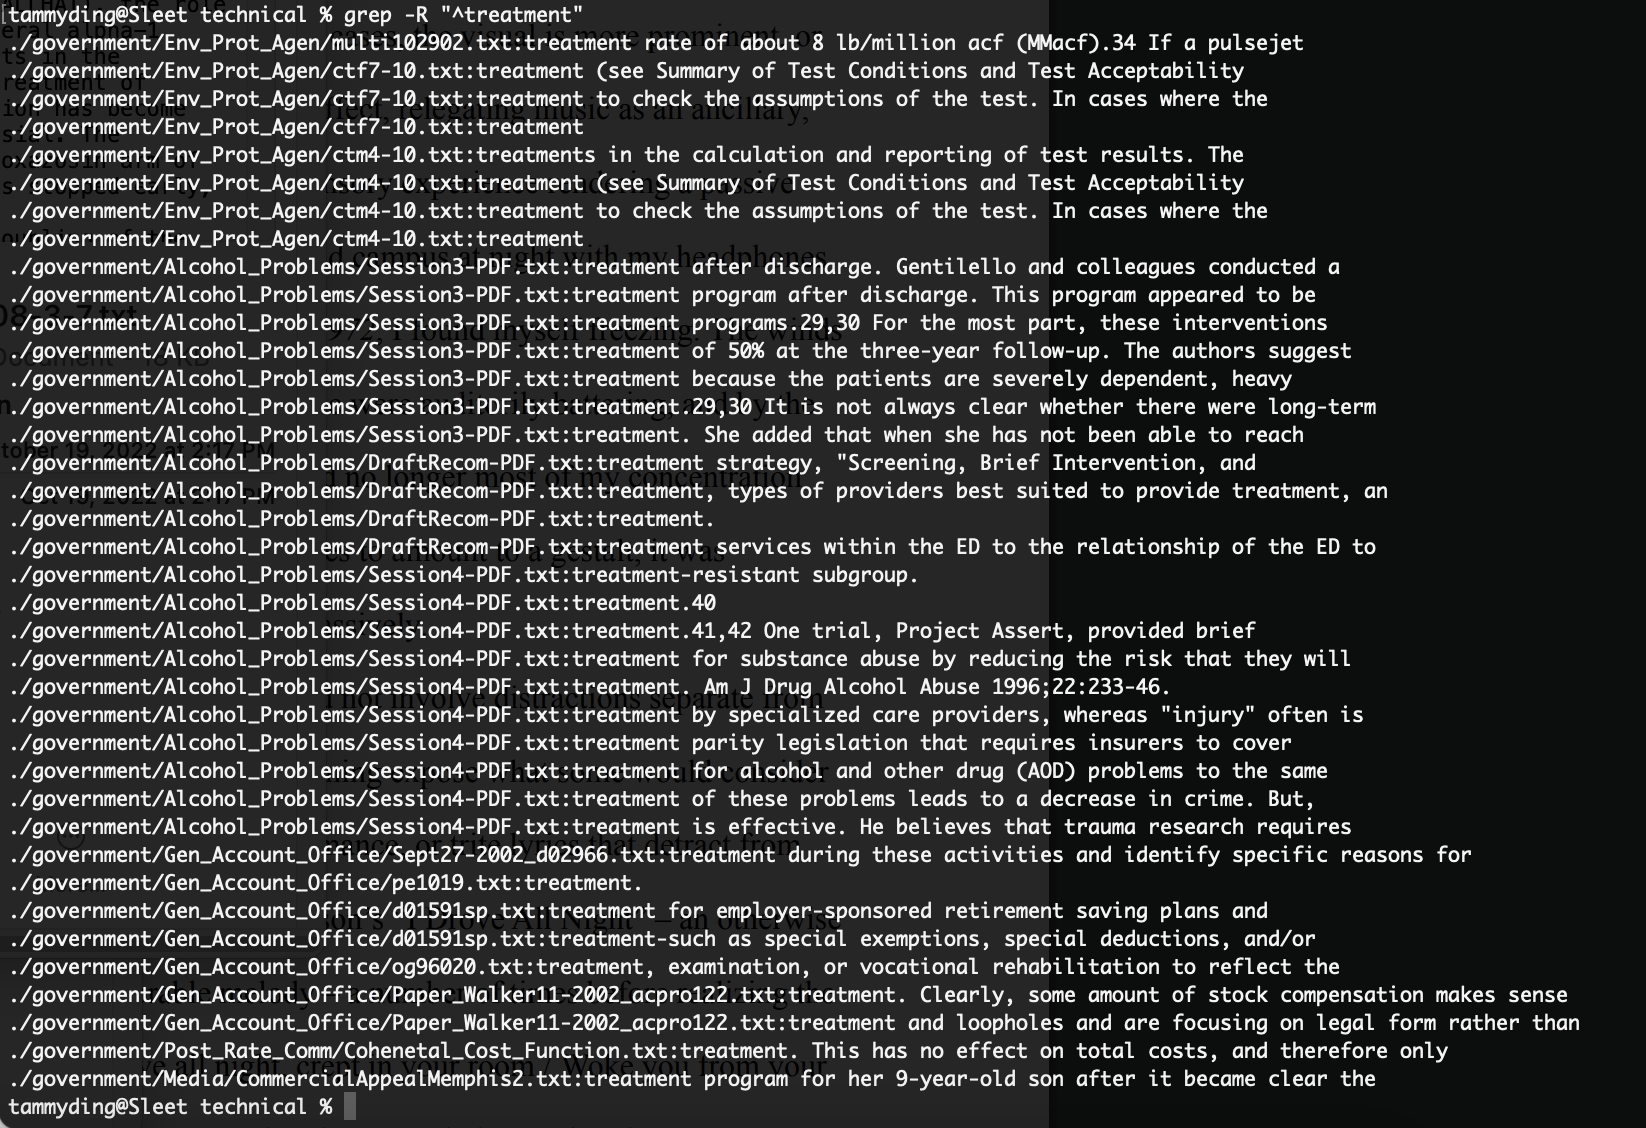 tammyding@Sleet technical % grep -R "^treatment"
./government/Env_Prot_Agen/multi102902.txt:treatment rate of about 8 lb/million acf (MMacf).34 If a pulsejet
./government/Env_Prot_Agen/ctf7-10.txt:treatment (see Summary of Test Conditions and Test Acceptability
./government/Env_Prot_Agen/ctf7-10.txt:treatment to check the assumptions of the test. In cases where the
./government/Env_Prot_Agen/ctf7-10.txt:treatment
./government/Env_Prot_Agen/ctm4-10.txt:treatments in the calculation and reporting of test results. The
./government/Env_Prot_Agen/ctm4-10.txt:treatment (see Summary of Test Conditions and Test Acceptability
./government/Env_Prot_Agen/ctm4-10.txt:treatment to check the assumptions of the test. In cases where the
./government/Env_Prot_Agen/ctm4-10.txt:treatment
./government/Alcohol_Problems/Session3-PDF.txt:treatment after discharge. Gentilello and colleagues conducted a
./government/Alcohol_Problems/Session3-PDF.txt:treatment program after discharge. This program appeared to be
./government/Alcohol_Problems/Session3-PDF.txt:treatment programs:29,30 For the most part, these interventions
./government/Alcohol_Problems/Session3-PDF.txt:treatment of 50% at the three-year follow-up. The authors suggest
./government/Alcohol_Problems/Session3-PDF.txt:treatment because the patients are severely dependent, heavy
./government/Alcohol_Problems/Session3-PDF.txt:treatment.29,30 It is not always clear whether there were long-term
./government/Alcohol_Problems/Session3-PDF.txt:treatment. She added that when she has not been able to reach
./government/Alcohol_Problems/DraftRecom-PDF.txt:treatment strategy, "Screening, Brief Intervention, and
./government/Alcohol_Problems/DraftRecom-PDF.txt:treatment, types of providers best suited to provide treatment, an
./government/Alcohol_Problems/DraftRecom-PDF.txt:treatment.
./government/Alcohol_Problems/DraftRecom-PDF.txt:treatment services within the ED to the relationship of the ED to
./government/Alcohol_Problems/Session4-PDF.txt:treatment-resistant subgroup.
./government/Alcohol_Problems/Session4-PDF.txt:treatment.40
./government/Alcohol_Problems/Session4-PDF.txt:treatment.41,42 One trial, Project Assert, provided brief
./government/Alcohol_Problems/Session4-PDF.txt:treatment for substance abuse by reducing the risk that they will
./government/Alcohol_Problems/Session4-PDF.txt:treatment. Am J Drug Alcohol Abuse 1996;22:233-46.
./government/Alcohol_Problems/Session4-PDF.txt:treatment by specialized care providers, whereas "injury" often is
./government/Alcohol_Problems/Session4-PDF.txt:treatment parity legislation that requires insurers to cover
./government/Alcohol_Problems/Session4-PDF.txt:treatment for alcohol and other drug (AOD) problems to the same
./government/Alcohol_Problems/Session4-PDF.txt:treatment of these problems leads to a decrease in crime. But,
./government/Alcohol_Problems/Session4-PDF.txt:treatment is effective. He believes that trauma research requires
./government/Gen_Account_Office/Sept27-2002_d02966.txt:treatment during these activities and identify specific reasons for
./government/Gen_Account_Office/pe1019.txt:treatment.
./government/Gen_Account_Office/d01591sp.txt:treatment for employer-sponsored retirement saving plans and
./government/Gen_Account_Office/d01591sp.txt:treatment-such as special exemptions, special deductions, and/or
./government/Gen_Account_Office/og96020.txt:treatment, examination, or vocational rehabilitation to reflect the
./government/Gen_Account_Office/Paper_Walker11-2002_acpro122.txt:treatment. Clearly, some amount of stock compensation makes sense
./government/Gen_Account_Office/Paper_Walker11-2002_acpro122.txt:treatment and loopholes and are focusing on legal form rather than
./government/Post_Rate_Comm/Cohenetal_Cost_Function.txt:treatment. This has no effect on total costs, and therefore only
./government/Media/CommercialAppealMemphis2.txt:treatment program for her 9-year-old son after it became clear the
tammyding@Sleet technical %